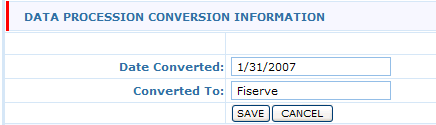 DATA PROCESSION CONVERSION INFORMATION
Date Converted: 1/31/2007
Converted To: Fiserve
SAVE CANCEL